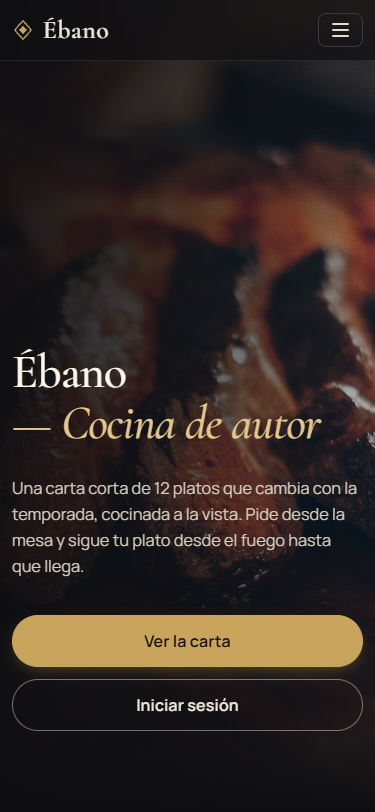 Ébano
Ébano
— Cocina de autor
Una carta corta de 12 platos que cambia con la
temporada, cocinada a la vista. Pide desde la
mesa y sigue tu plato desde el fuego hasta
que llega.
Ver la carta
Iniciar sesión